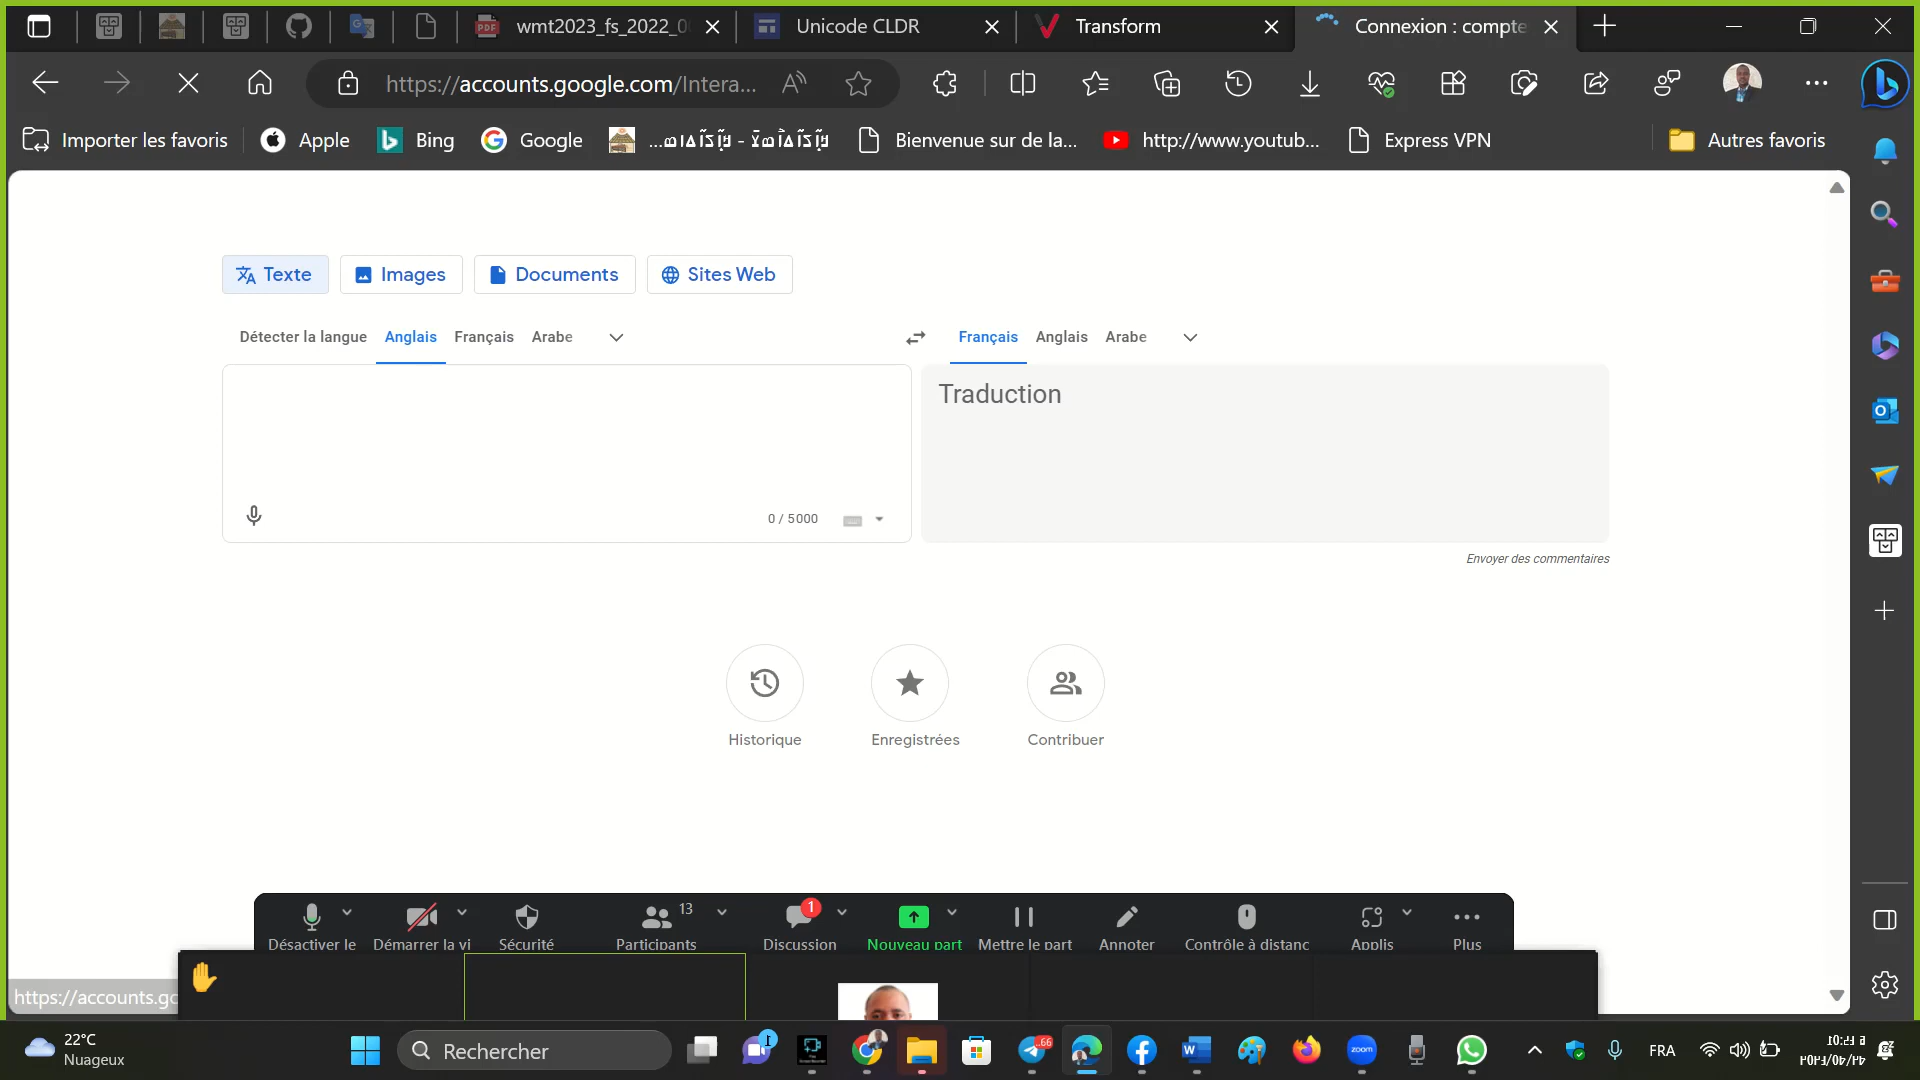 wmt2023_fs_2022_0
Unicode CLDR
Transform
Connexion : compte
https://accounts.google.com/Intera...
Importer les favoris
Apple
Bing
Google
Bienvenue sur de la...
http://www.youtub...
Express VPN
Autres favoris
Texte
Images
Documents
Sites Web
Détecter la langue
Anglais
Français
Arabe
Français
Anglais
Arabe
Traduction
0 / 5000
Envoyer des commentaires
Historique
Enregistrées
Contribuer
13
1
Désactiver le
Démarrer la vi
Sécurité
Participants
Discussion
Nouveau part
Mettre le part
Annoter
Contrôle à distanc
Applis
Plus
https://accounts.go
22°C
Nuageux
Rechercher
.66
zoom
FRA